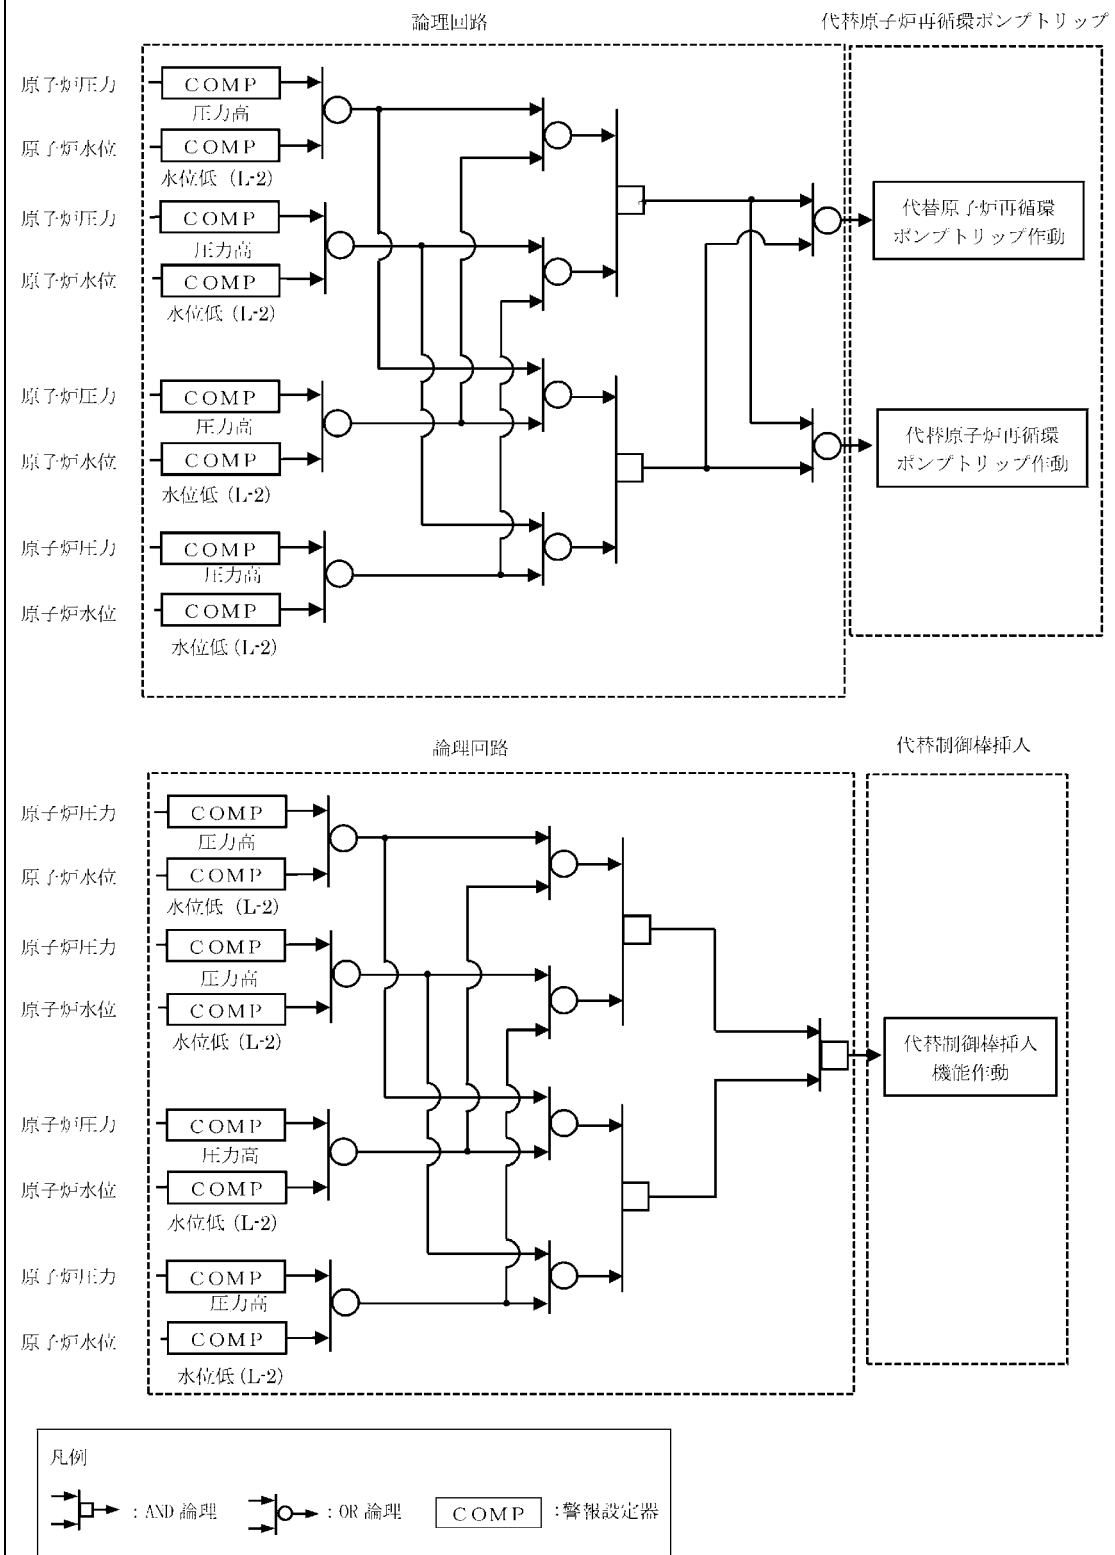 論理回路
代替原子炉再循環ポンプトリップ
原子炉圧力
COMP
圧力高
原子炉水位
COMP
水位低 (L-2)
原子炉圧力
COMP
圧力高
原子炉水位
COMP
水位低 (L-2)
原子炉圧力
COMP
圧力高
原子炉水位
COMP
水位低 (L-2)
原子炉圧力
COMP
圧力高
原子炉水位
COMP
水位低 (L-2)
代替原子炉再循環
ポンプトリップ作動
代替原子炉再循環
ポンプトリップ作動
論理回路
代替制御棒挿入
原子炉圧力
COMP
圧力高
原子炉水位
COMP
水位低 (L-2)
原子炉圧力
COMP
圧力高
原子炉水位
COMP
水位低 (L-2)
原子炉圧力
COMP
圧力高
原子炉水位
COMP
水位低 (L-2)
原子炉圧力
COMP
圧力高
原子炉水位
COMP
水位低 (L-2)
代替制御棒挿入
機能作動
凡例
：AND 論理
：OR 論理
COMP
：警報設定器